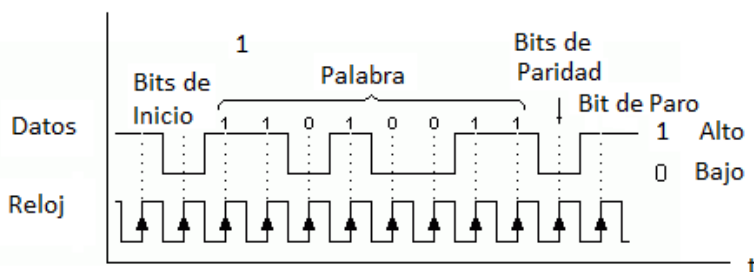 1
Bits de
Paridad
Bits de
Inicio
Palabra
Bit de Paro
Datos
1 1 0 1 0 0 1 1
1 Alto
0 Bajo
Reloj